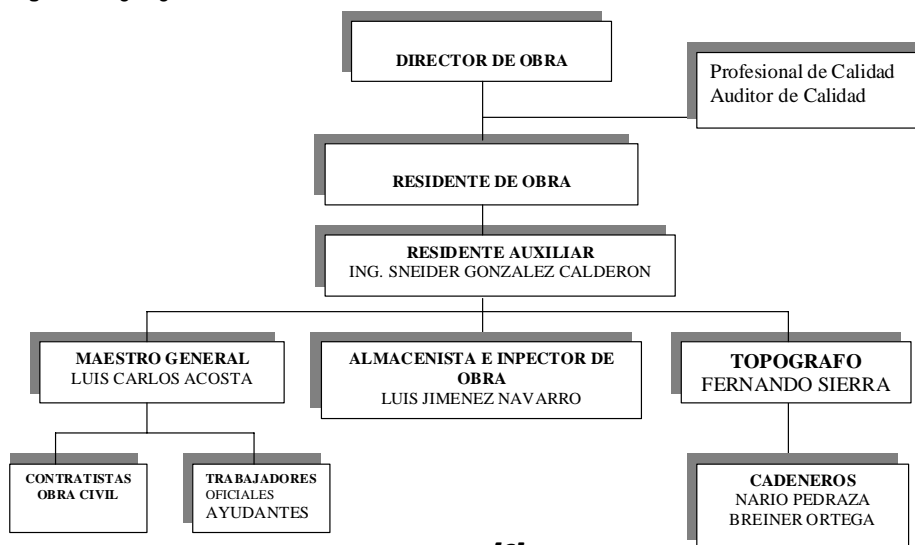 DIRECTOR DE OBRA
Profesional de Calidad
Auditor de Calidad
RESIDENTE DE OBRA
RESIDENTE AUXILIAR
ING. SNEIDER GONZALEZ CALDERON
MAESTRO GENERAL
LUIS CARLOS ACOSTA
ALMACENISTA E INPECTOR DE
OBRA
LUIS JIMENEZ NAVARRO
TOPOGRAFO
FERNANDO SIERRA
CONTRATISTAS
OBRA CIVIL
TRABAJADORES
OFICIALES
AYUDANTES
CADENEROS
NARIO PEDRAZA
BREINER ORTEGA